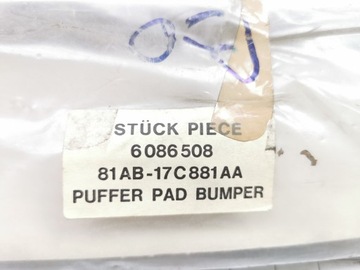 STÜCK PIECE
6086508
81AB-17C881AA
PUFFER PAD BUMPER